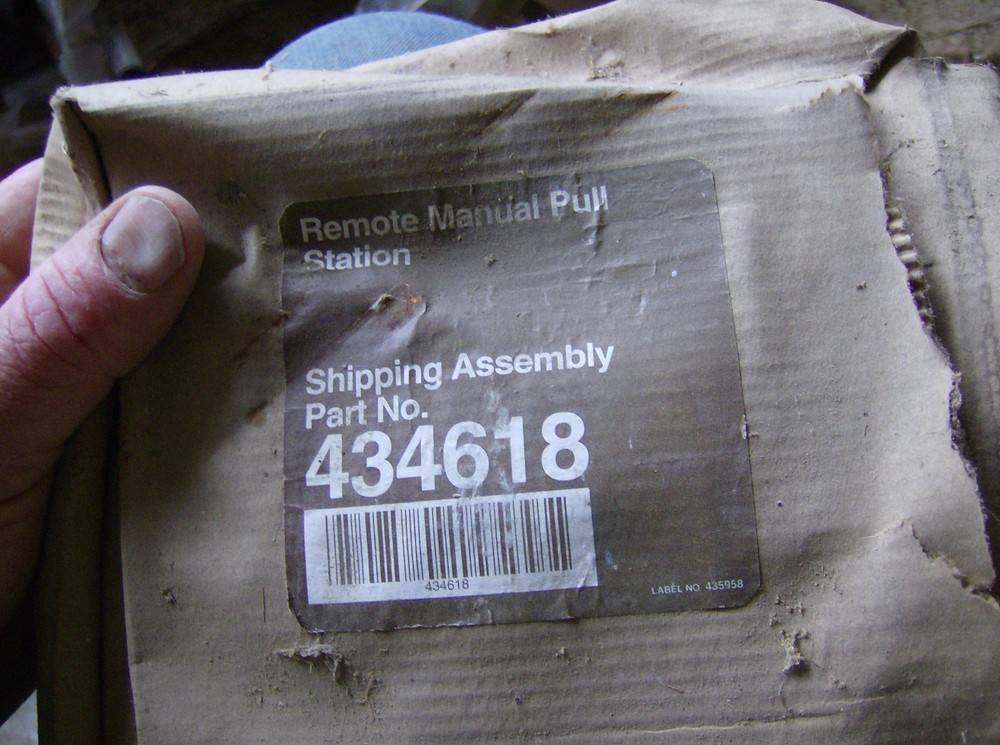 Remote Manual Pull
Station
Shipping Assembly
Part No.
434618
434618
LABEL NO. 435958